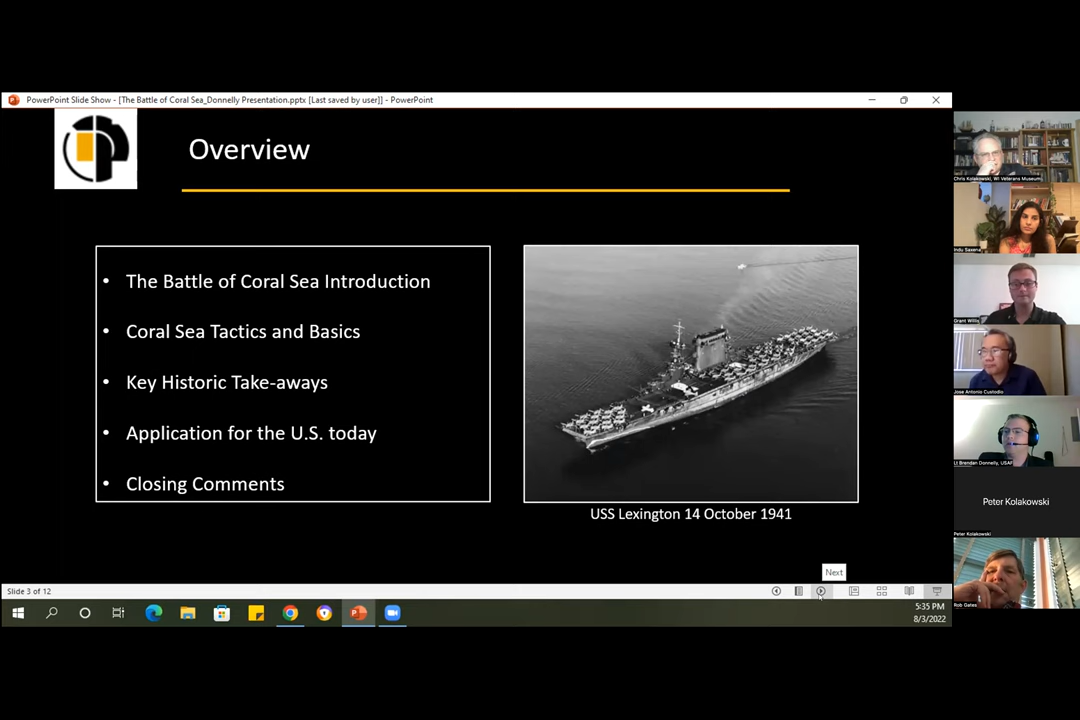 PowerPoint Slide Show - [The Battle of Coral Sea_Donnelly Presentation.pptx [Last saved by user]] - PowerPoint
Overview
• The Battle of Coral Sea Introduction
• Coral Sea Tactics and Basics
• Key Historic Take-aways
• Application for the U.S. today
• Closing Comments
USS Lexington 14 October 1941
Next
Slide 3 of 12
5:35 PM
8/3/2022
Chris Kolakowski, WI Veterans Museum
Indu Saxena
Grant Willis
Jose Antonio Custodio
Lt Brendan Donnelly, USAF
Peter Kolakowski
Peter Kolakowski
Rob Gates